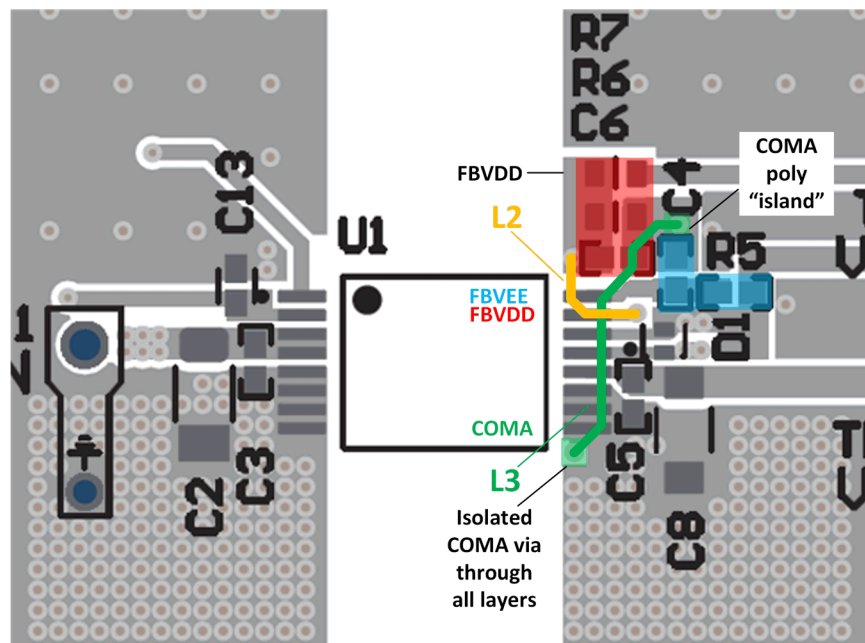 R7
R6
C6
FBVDD
C4
COMA
poly
“island”
C13
U1
L2
R5
FBVEE
FBVDD
D1
COMA
L3
C2
C3
C5
C8
Isolated
COMA via
through
all layers